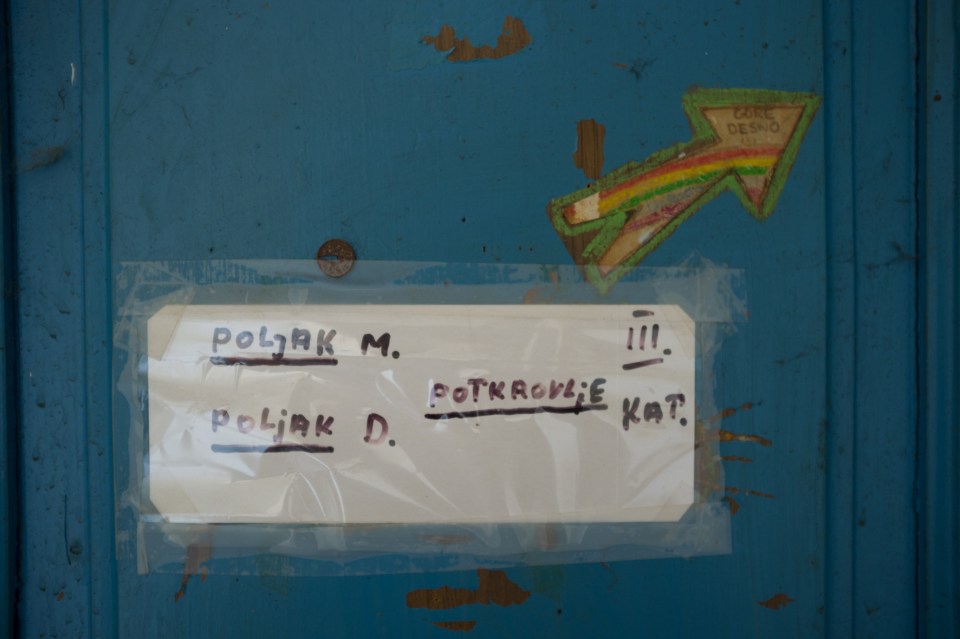 GORE
DESNO
POLjAK M.
III.
POTKROVLjE
KAT.
POLjAK D.